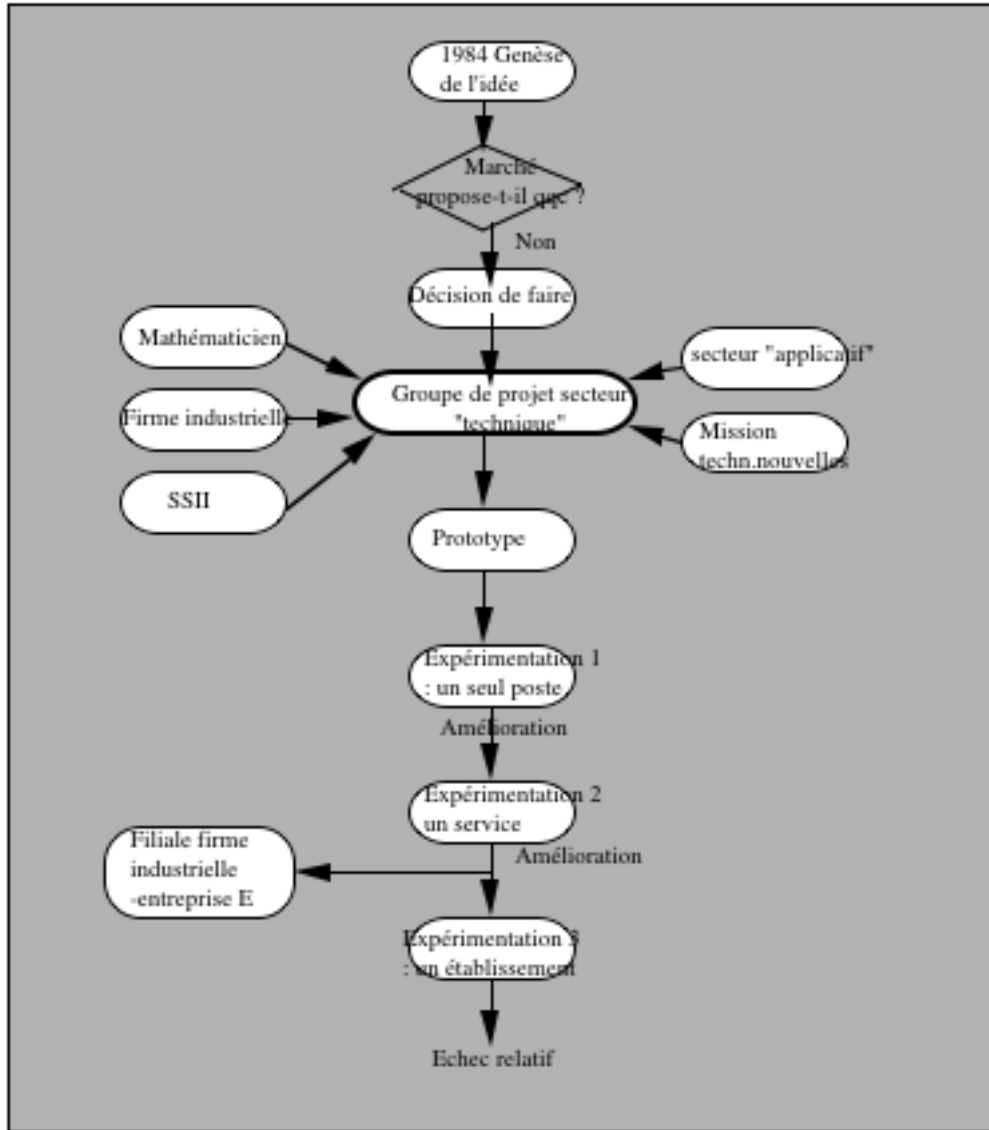 1984 Genèse
de l'idée
Marché
propose-t-il qqc ?
Non
Décision de faire
Mathématicien
Firme industrielle
SSII
Groupe de projet secteur
"technique"
secteur "applicatif"
Mission
techn.nouvelles
Prototype
Expérimentation 1
: un seul poste
Amélioration
Expérimentation 2
un service
Amélioration
Filiale firme
industrielle
-entreprise E
Expérimentation 3
: un établissement
Echec relatif